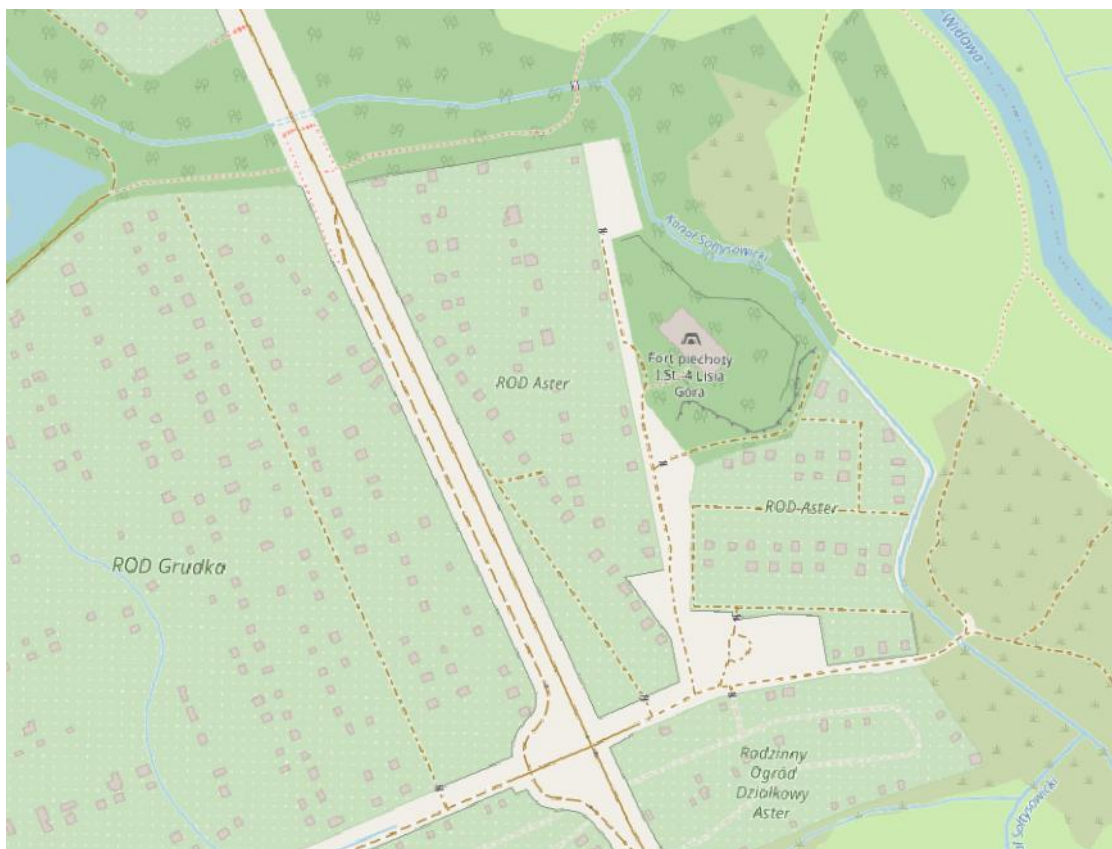 Widawa
Kanał Sołtysowicki
Fort piechoty
I.St. 4 Lisia
Góra
ROD Aster
ROD Aster
ROD Grudka
Rodzinny
Ogród
Działkowy
Aster
ał Sołtysowicki